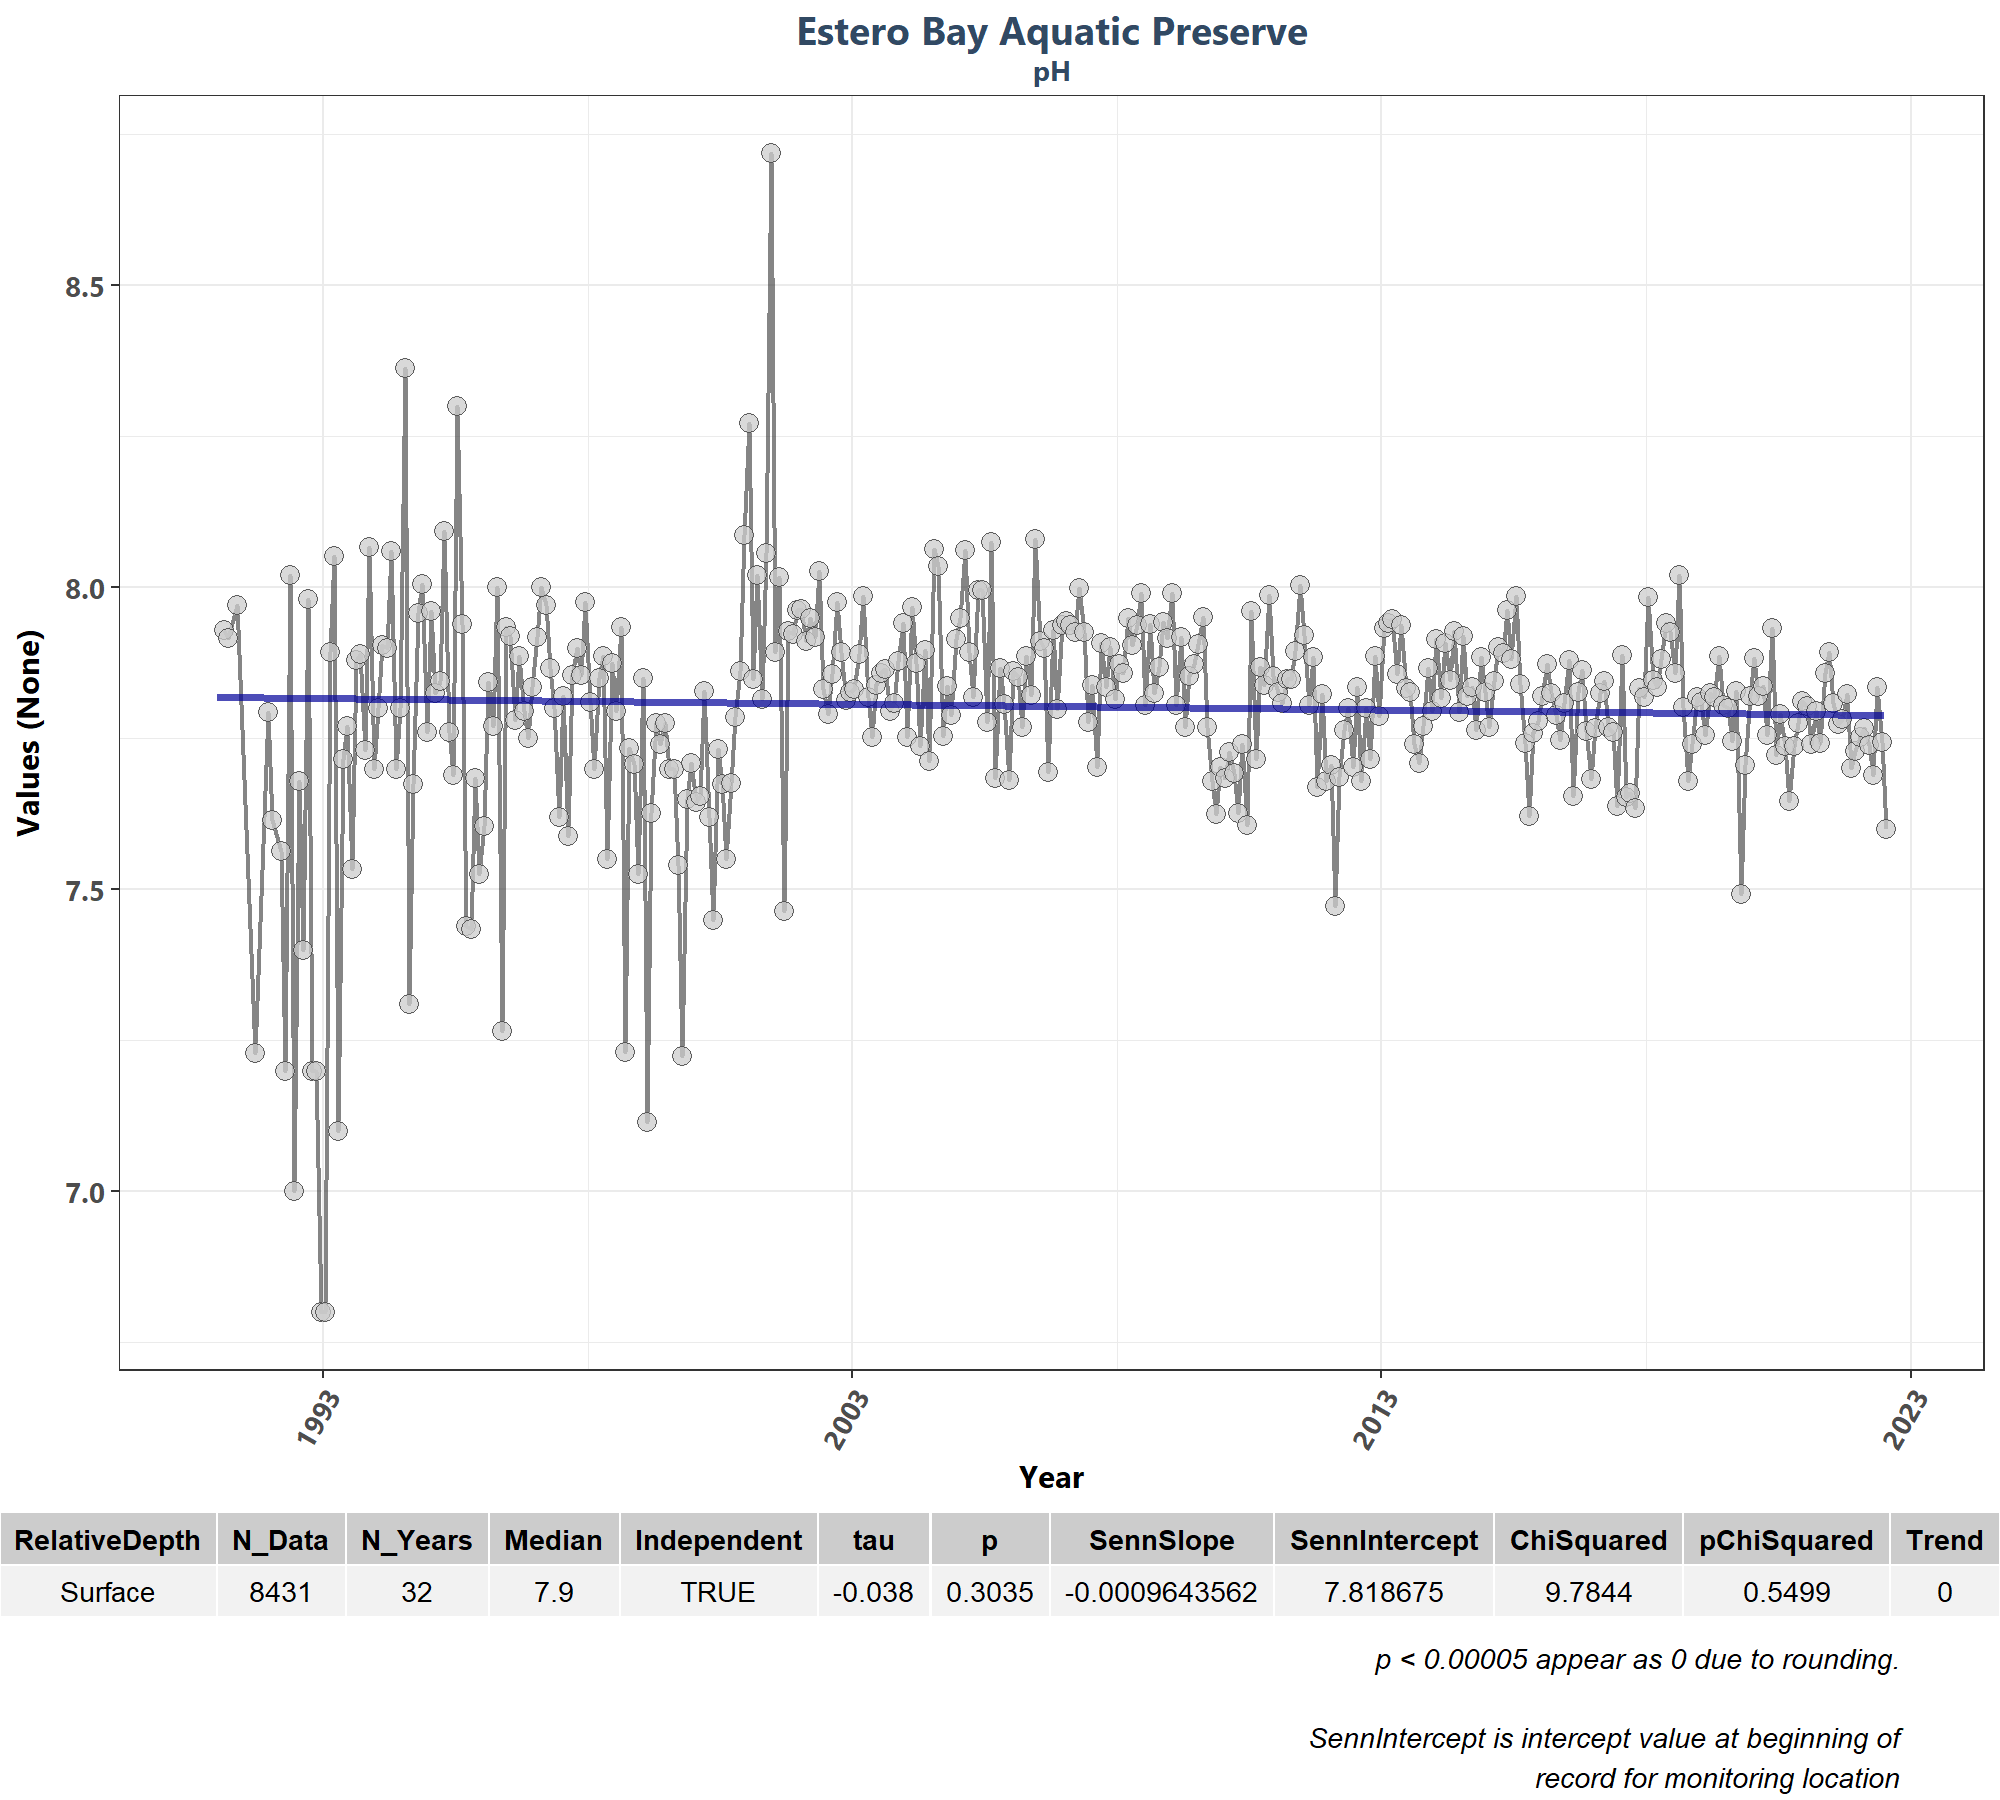 Estero Bay Aquatic Preserve
pH
Values (None)
8.5
8.0
7.5
7.0
1993
2003
2013
2023
Year
RelativeDepth N_Data N_Years Median Independent tau p SennSlope SennIntercept ChiSquared pChiSquared Trend
Surface 8431 32 7.9 TRUE -0.038 0.3035 -0.0009643562 7.818675 9.7844 0.5499 0
p < 0.00005 appear as 0 due to rounding.
SennIntercept is intercept value at beginning of
record for monitoring location